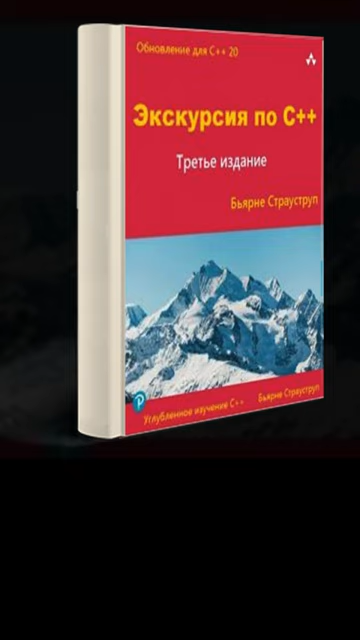 Обновление для C++ 20
Экскурсия по C++
Третье издание
Бьярне Страуструп
Углубленное изучение C++
Бьярне Страуструп